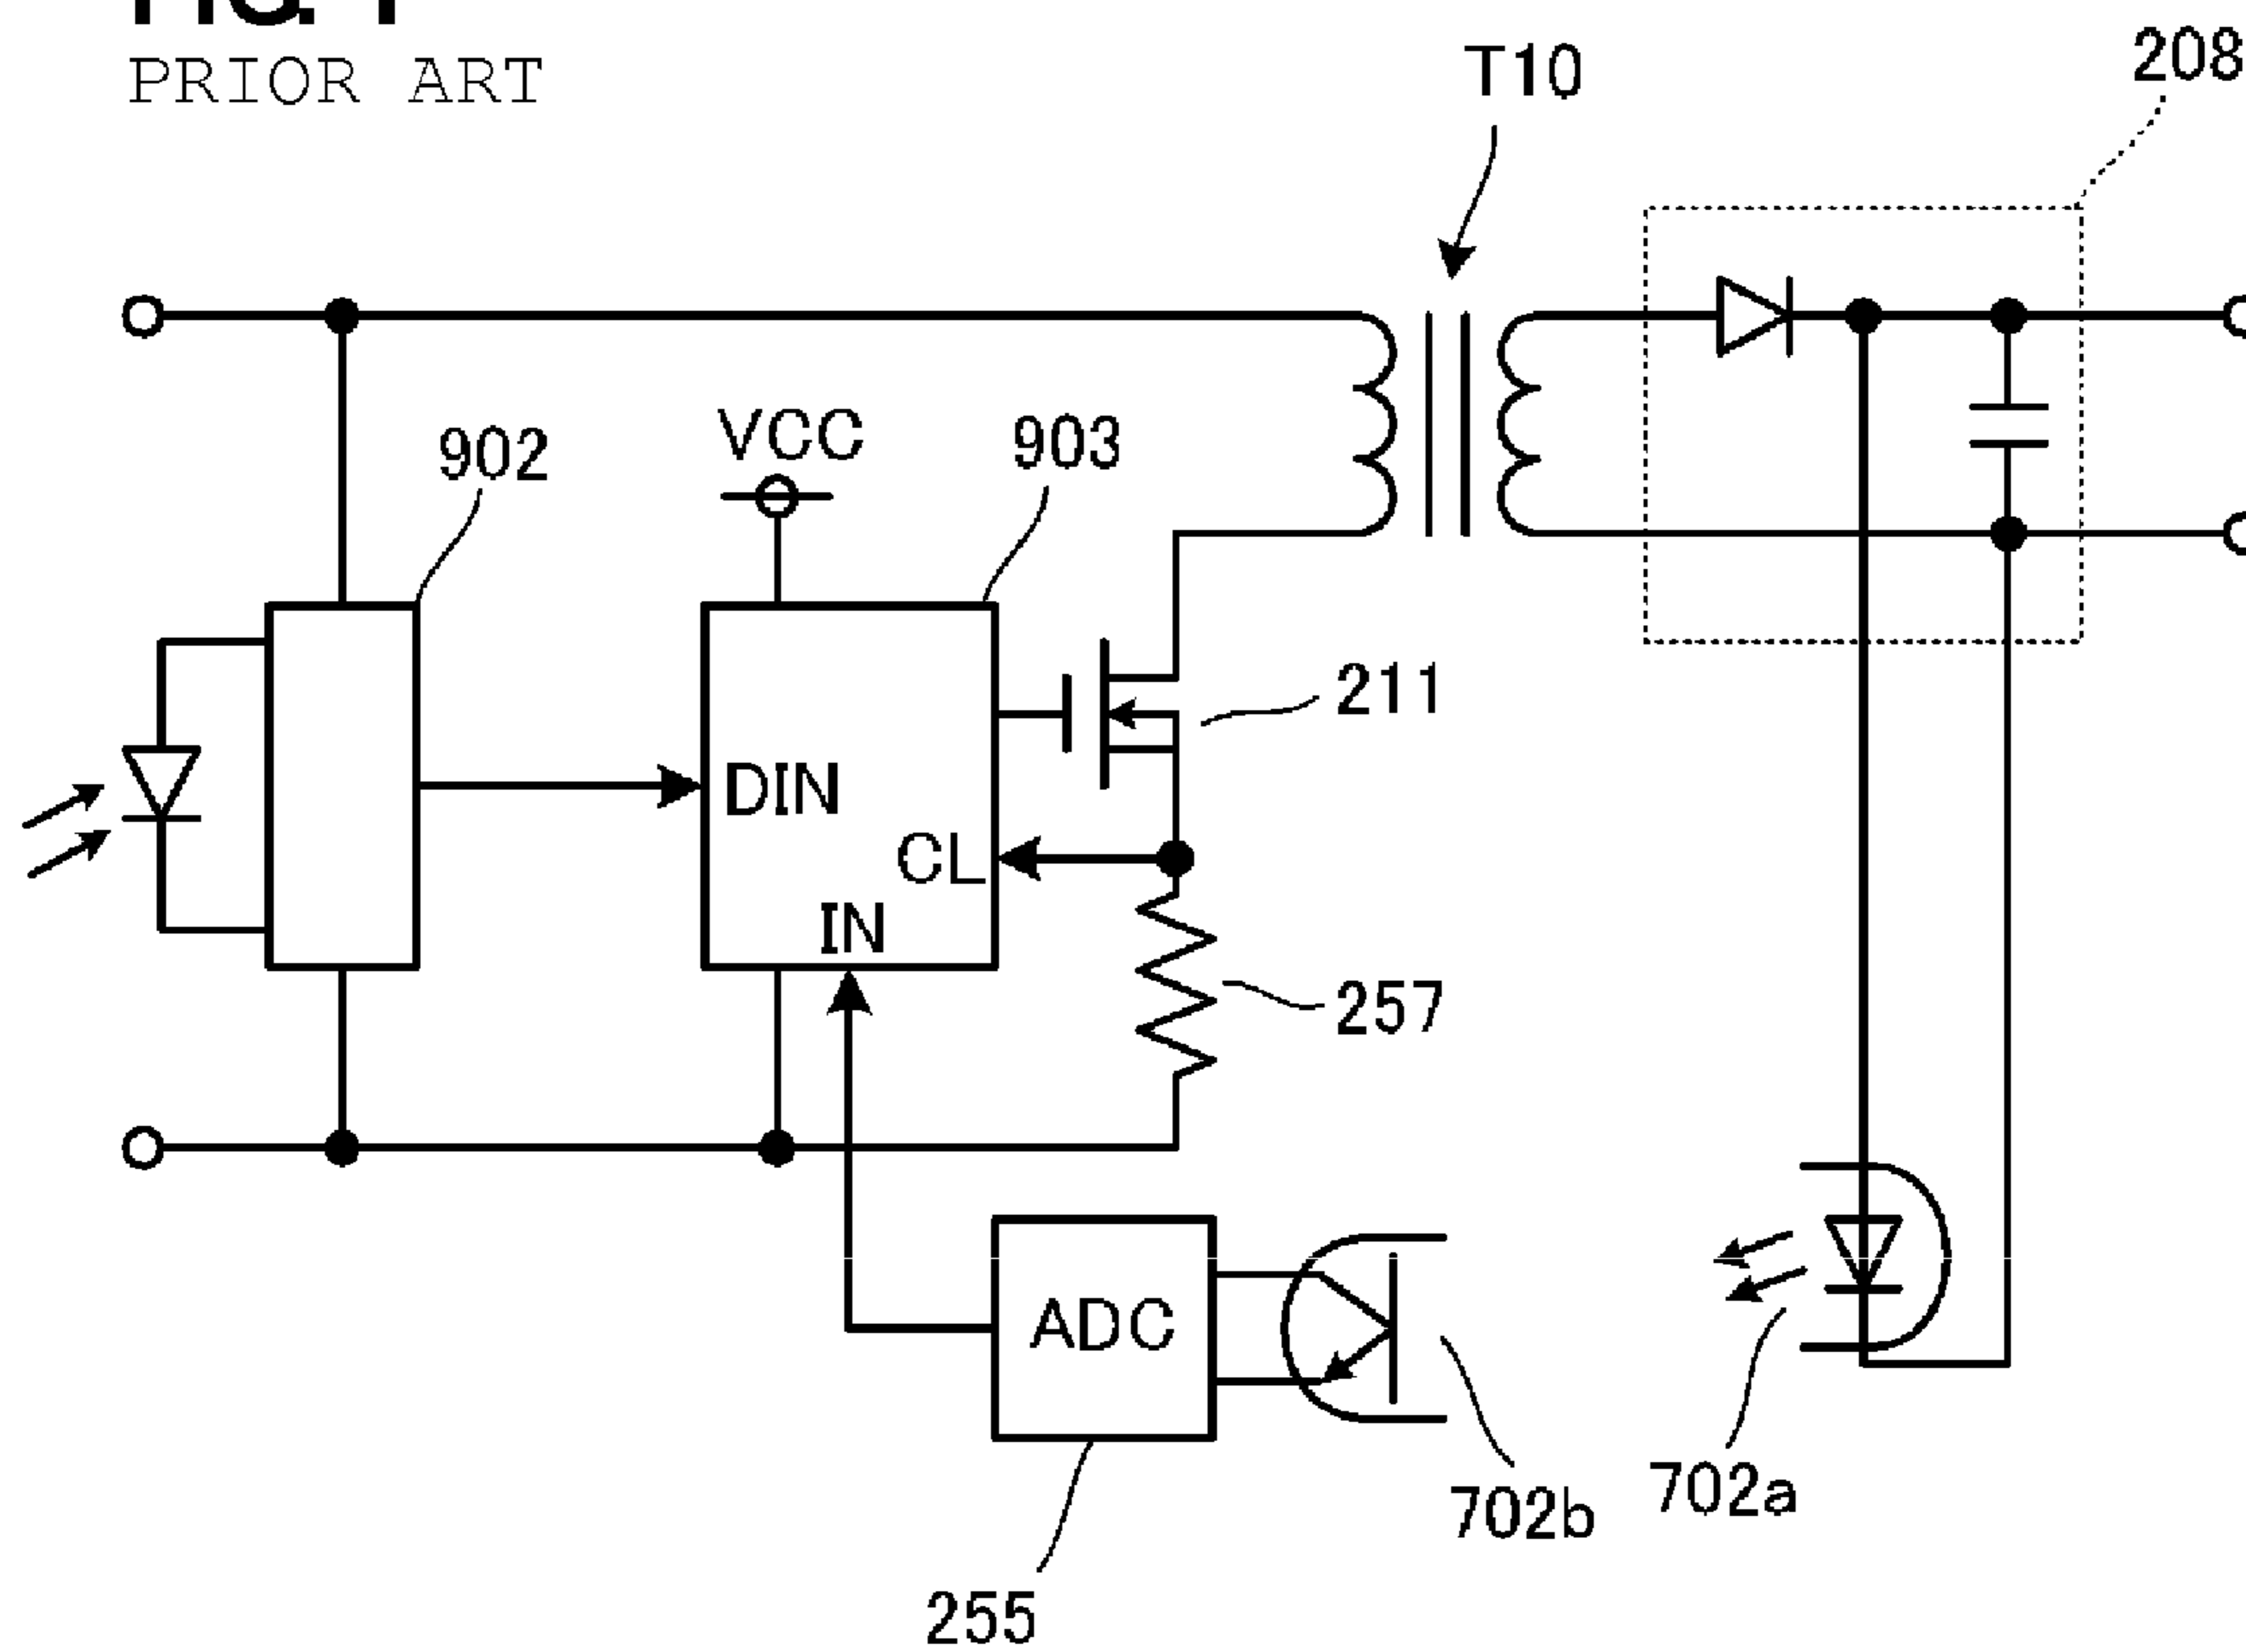 PRIOR ART
T10
208
902
VCC
903
211
DIN
CL
IN
257
ADC
702b
702a
255